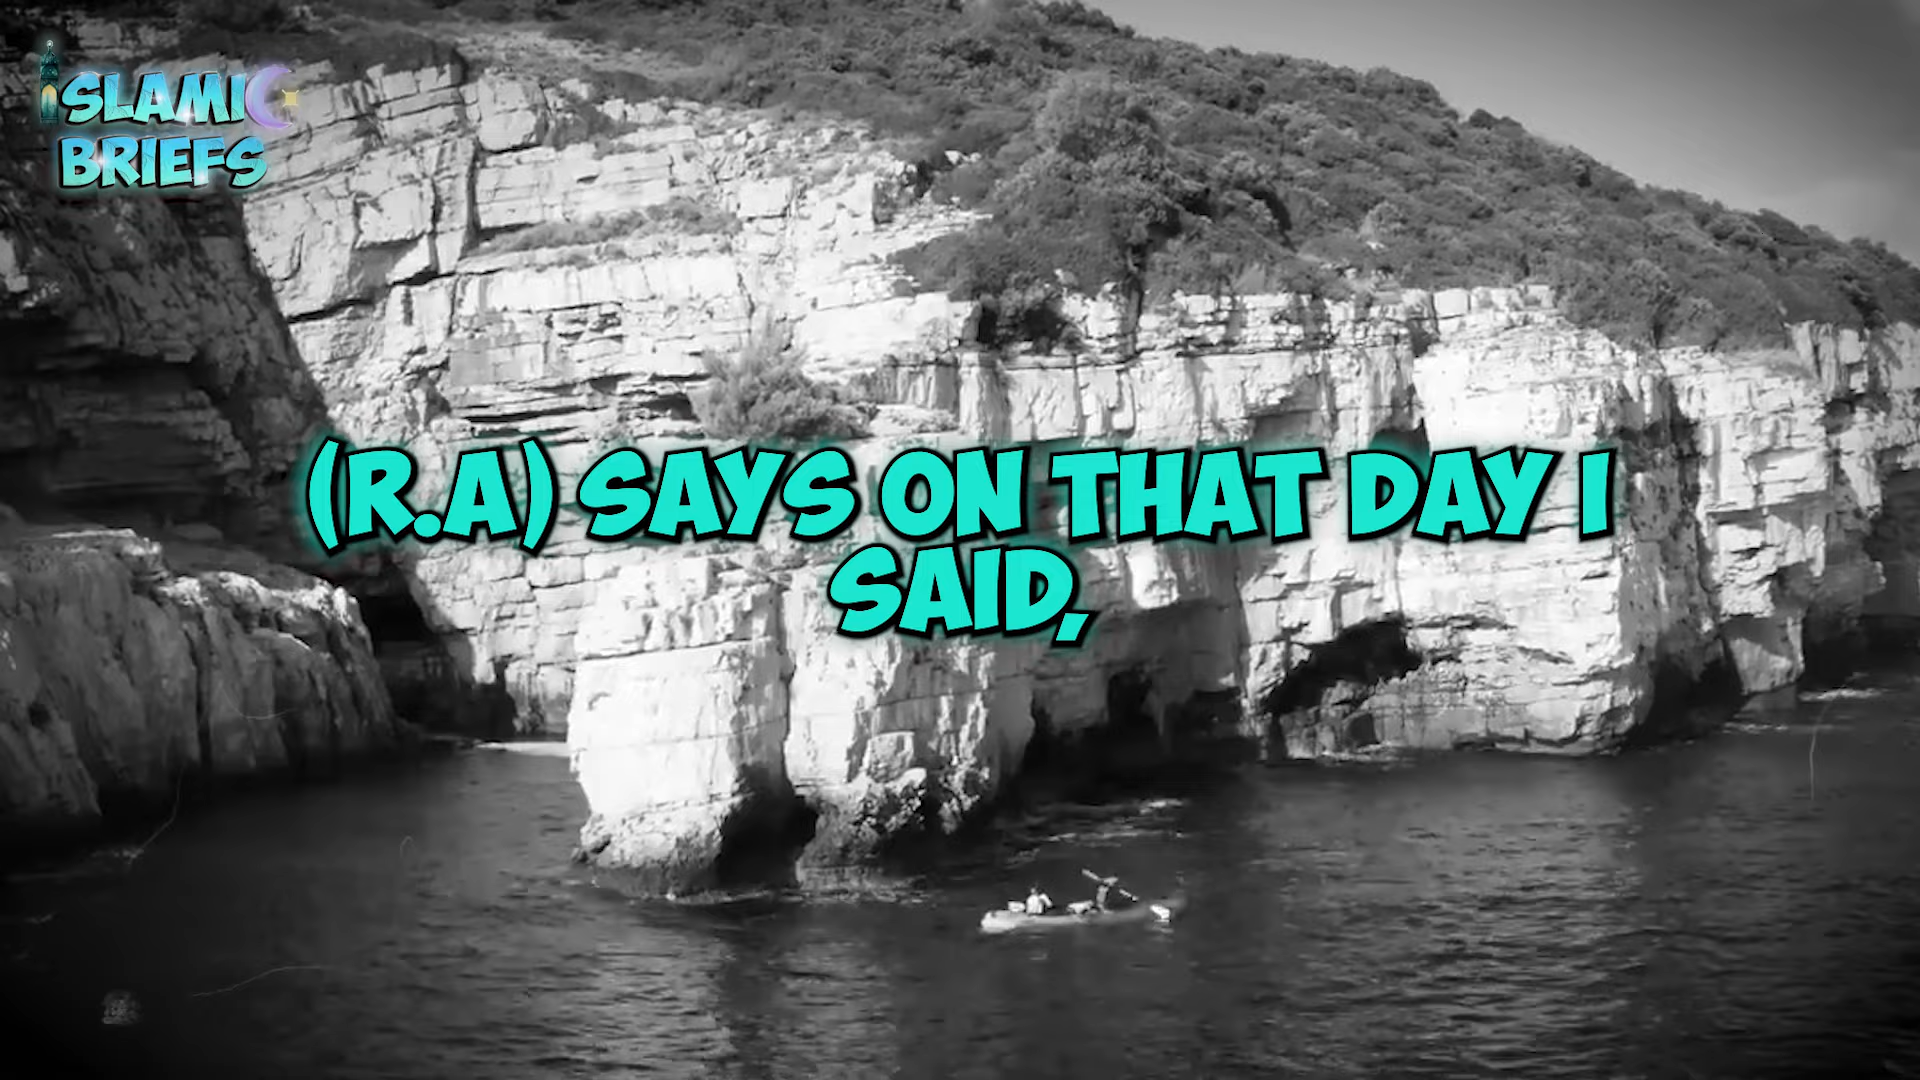 ISLAMIC
BRIEFS
(R.A) SAYS ON THAT DAY I
SAID,